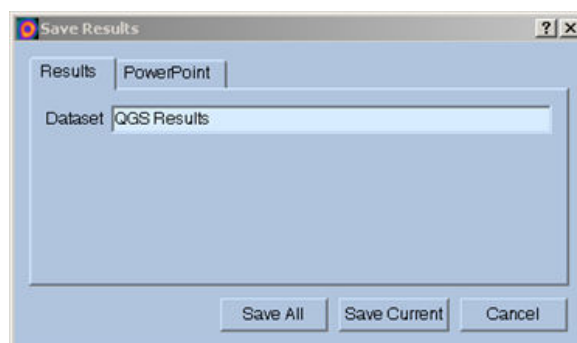 Save Results
Results PowerPoint
Dataset QGS Results
Save All Save Current Cancel